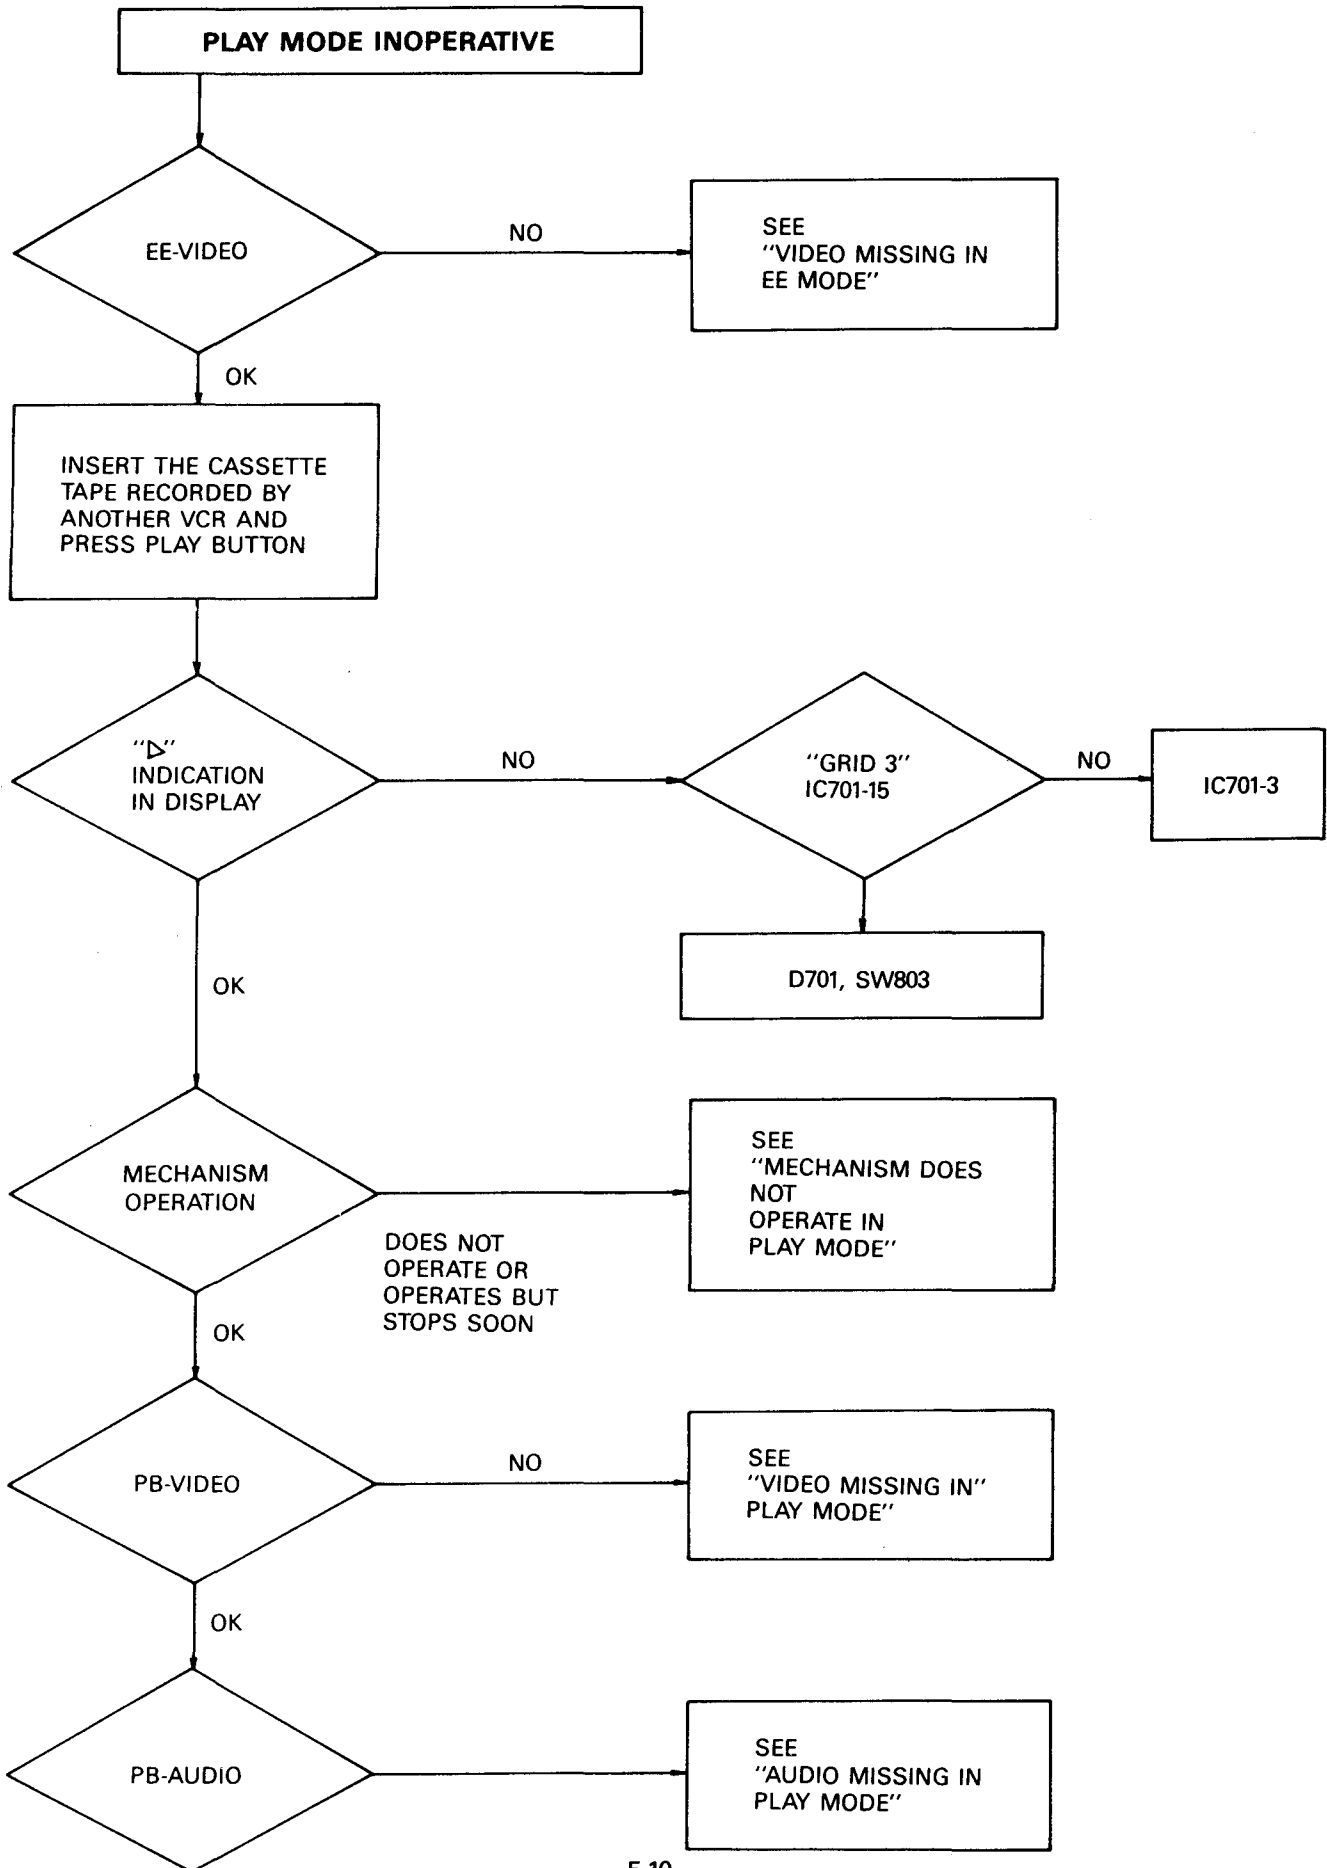 PLAY MODE INOPERATIVE
EE-VIDEO
NO
SEE
"VIDEO MISSING IN
EE MODE"
OK
INSERT THE CASSETTE
TAPE RECORDED BY
ANOTHER VCR AND
PRESS PLAY BUTTON
"▷"
INDICATION
IN DISPLAY
NO
"GRID 3"
IC701-15
NO
IC701-3
D701, SW803
OK
MECHANISM
OPERATION
DOES NOT
OPERATE OR
OPERATES BUT
STOPS SOON
SEE
"MECHANISM DOES
NOT
OPERATE IN
PLAY MODE"
OK
PB-VIDEO
NO
SEE
"VIDEO MISSING IN"
PLAY MODE"
OK
PB-AUDIO
SEE
"AUDIO MISSING IN
PLAY MODE"